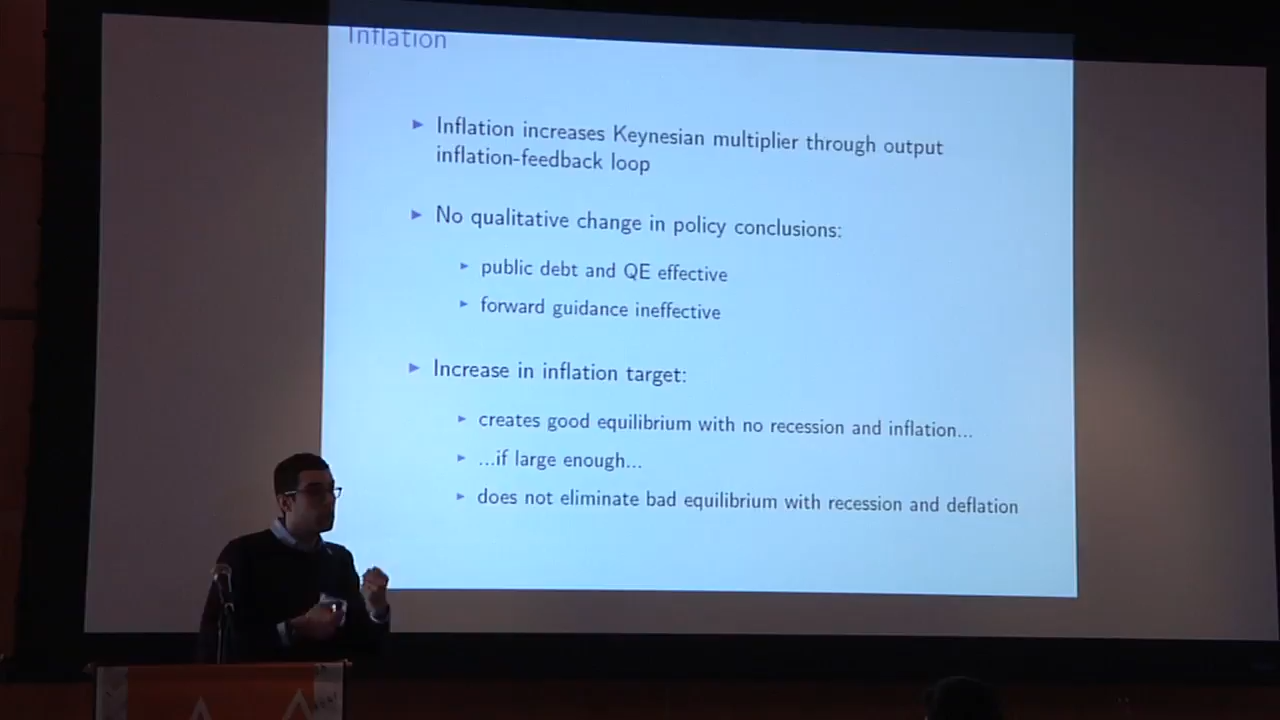 Inflation
▶ Inflation increases Keynesian multiplier through output
inflation-feedback loop
▶ No qualitative change in policy conclusions:
▶ public debt and QE effective
▶ forward guidance ineffective
▶ Increase in inflation target:
▶ creates good equilibrium with no recession and inflation...
▶ ...if large enough...
▶ does not eliminate bad equilibrium with recession and deflation